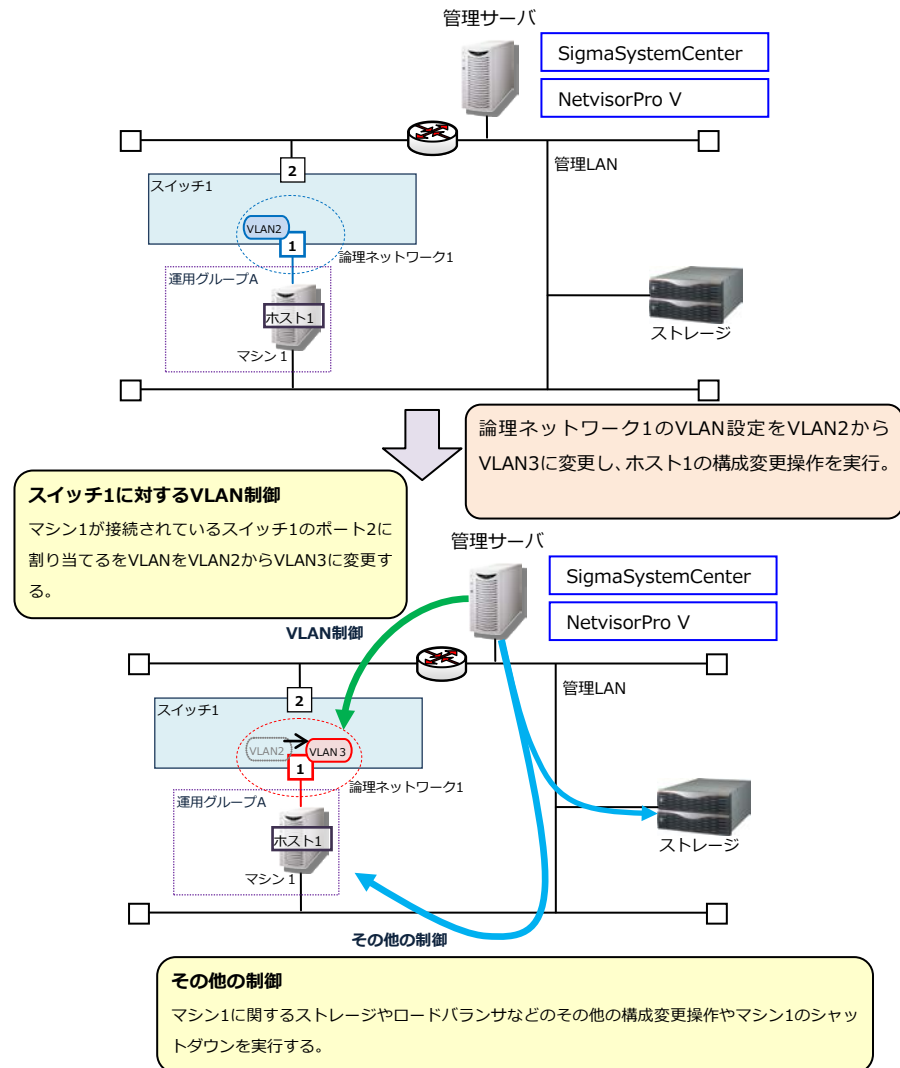 管理サーバ
SigmaSystemCenter
NetvisorPro V
管理LAN
2
スイッチ1
VLAN2
1
論理ネットワーク1
運用グループA
ホスト1
マシン 1
ストレージ
論理ネットワーク1のVLAN設定をVLAN2から
VLAN3に変更し、ホスト1の構成変更操作を実行。
スイッチ1に対するVLAN制御
マシン1が接続されているスイッチ1のポート2に
割り当てるをVLANをVLAN2からVLAN3に変更す
る。
管理サーバ
SigmaSystemCenter
NetvisorPro V
VLAN制御
管理LAN
2
スイッチ1
VLAN2
VLAN 3
1
論理ネットワーク1
運用グループA
ホスト1
マシン 1
ストレージ
その他の制御
その他の制御
マシン1に関するストレージやロードバランサなどのその他の構成変更操作やマシン1のシャッ
トダウンを実行する。